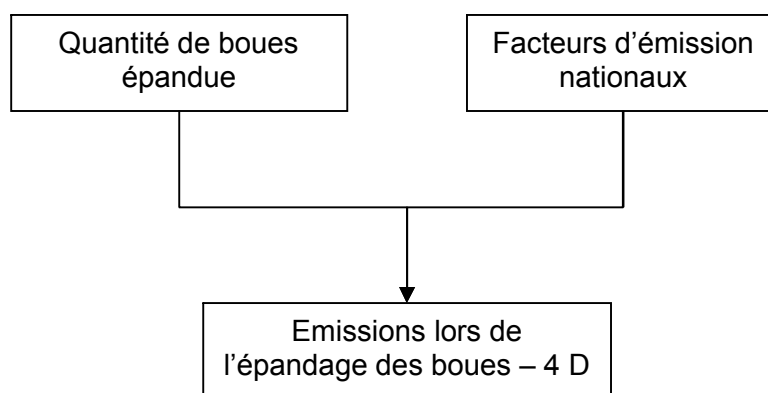 Quantité de boues
épandue
Facteurs d’émission
nationaux
Emissions lors de
l’épandage des boues – 4 D